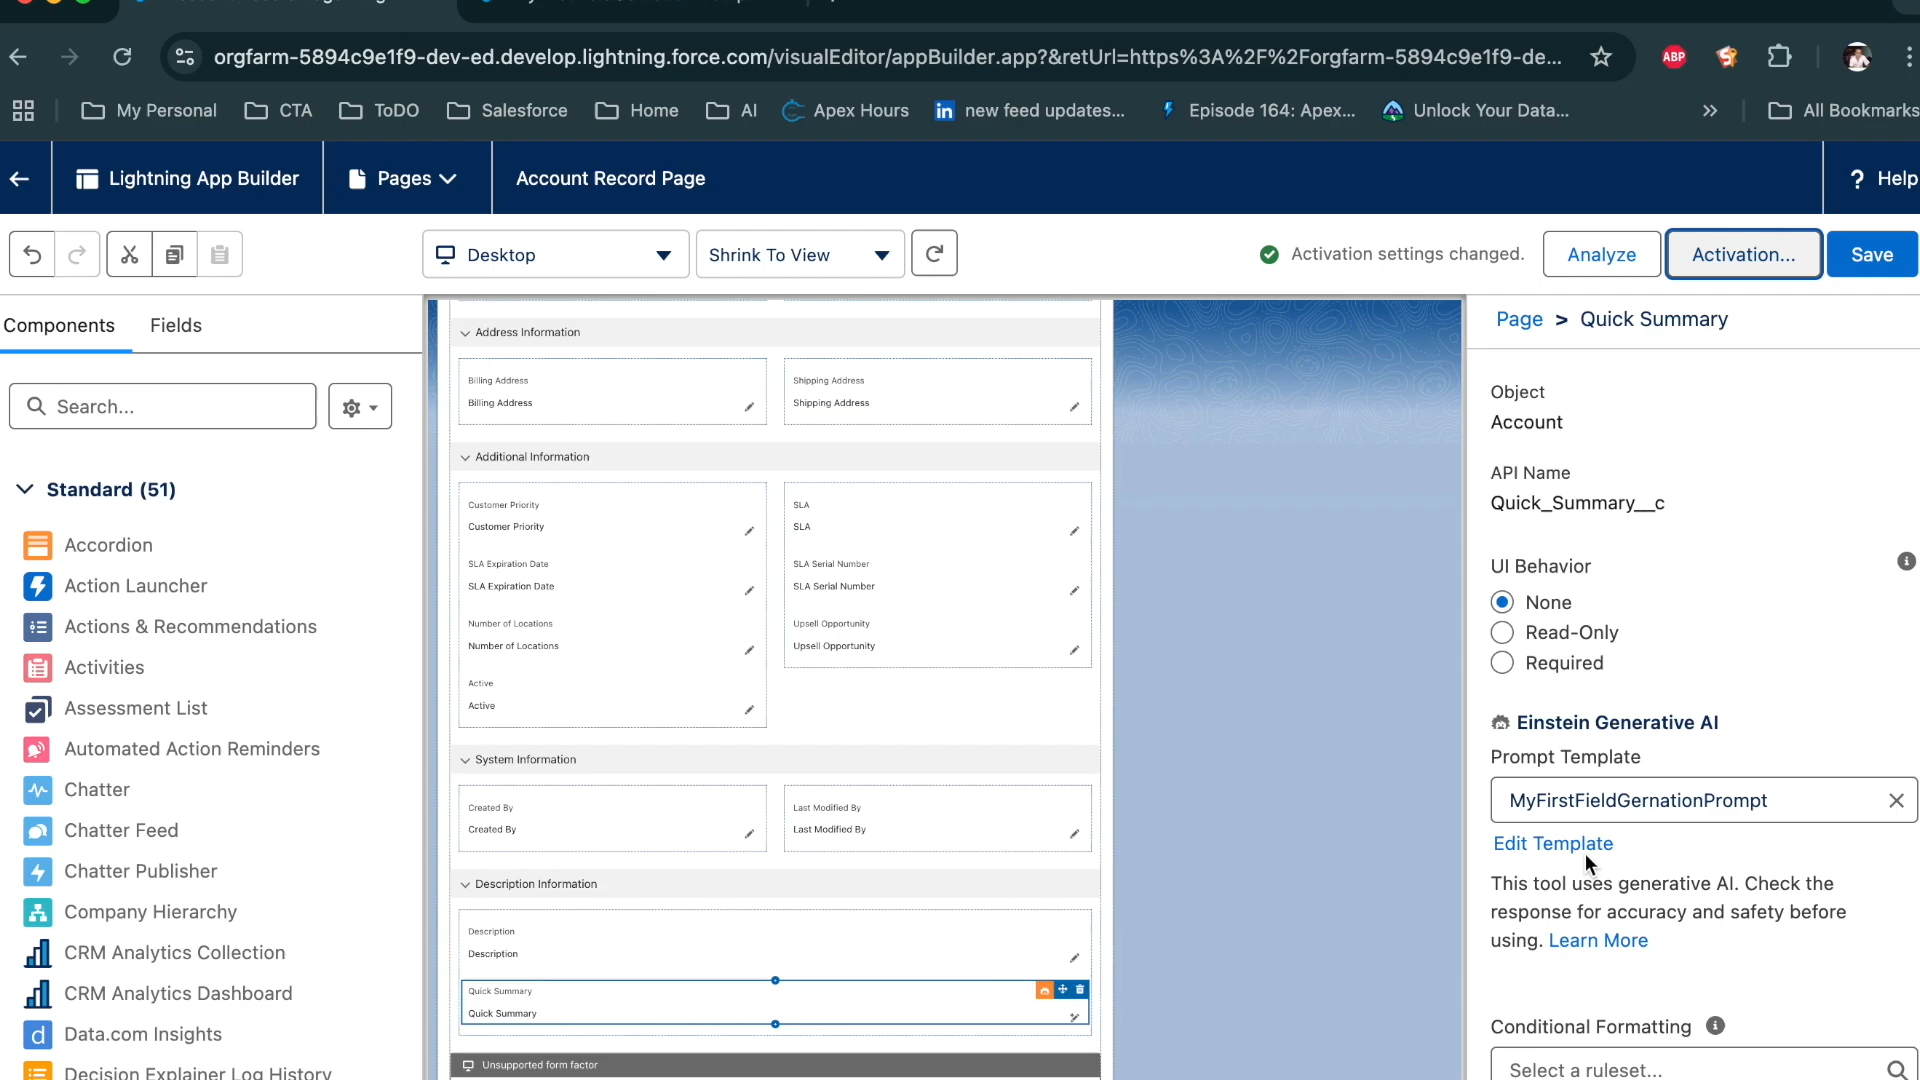 orgfarm-5894c9e1f9-dev-ed.develop.lightning.force.com/visualEditor/appBuilder.app?&retUrl=https%3A%2F%2Forgfarm-5894c9e1f9-de...
ABP
My Personal
CTA
ToDO
Salesforce
Home
AI
Apex Hours
new feed updates...
Episode 164: Apex...
Unlock Your Data...
All Bookmarks
Lightning App Builder
Pages
Account Record Page
? Help
Desktop
Shrink To View
Activation settings changed.
Analyze
Activation...
Save
Components
Fields
Search...
Standard (51)
Accordion
Action Launcher
Actions & Recommendations
Activities
Assessment List
Automated Action Reminders
Chatter
Chatter Feed
Chatter Publisher
Company Hierarchy
CRM Analytics Collection
CRM Analytics Dashboard
Data.com Insights
Decision Explainer Log History
Address Information
Billing Address
Billing Address
Shipping Address
Shipping Address
Additional Information
Customer Priority
Customer Priority
SLA
SLA
SLA Expiration Date
SLA Expiration Date
SLA Serial Number
SLA Serial Number
Number of Locations
Number of Locations
Upsell Opportunity
Upsell Opportunity
Active
Active
System Information
Created By
Created By
Last Modified By
Last Modified By
Description Information
Description
Description
Quick Summary
Quick Summary
Unsupported form factor
Page > Quick Summary
Object
Account
API Name
Quick_Summary__c
UI Behavior
None
Read-Only
Required
Einstein Generative AI
Prompt Template
MyFirstFieldGernationPrompt
Edit Template
This tool uses generative AI. Check the
response for accuracy and safety before
using. Learn More
Conditional Formatting
Select a ruleset...